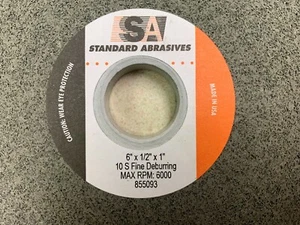 SA
STANDARD ABRASIVES
CAUTION: WEAR EYE PROTECTION
MADE IN USA
6" x 1/2" x 1"
10 S Fine Deburring
MAX RPM: 6000
855093